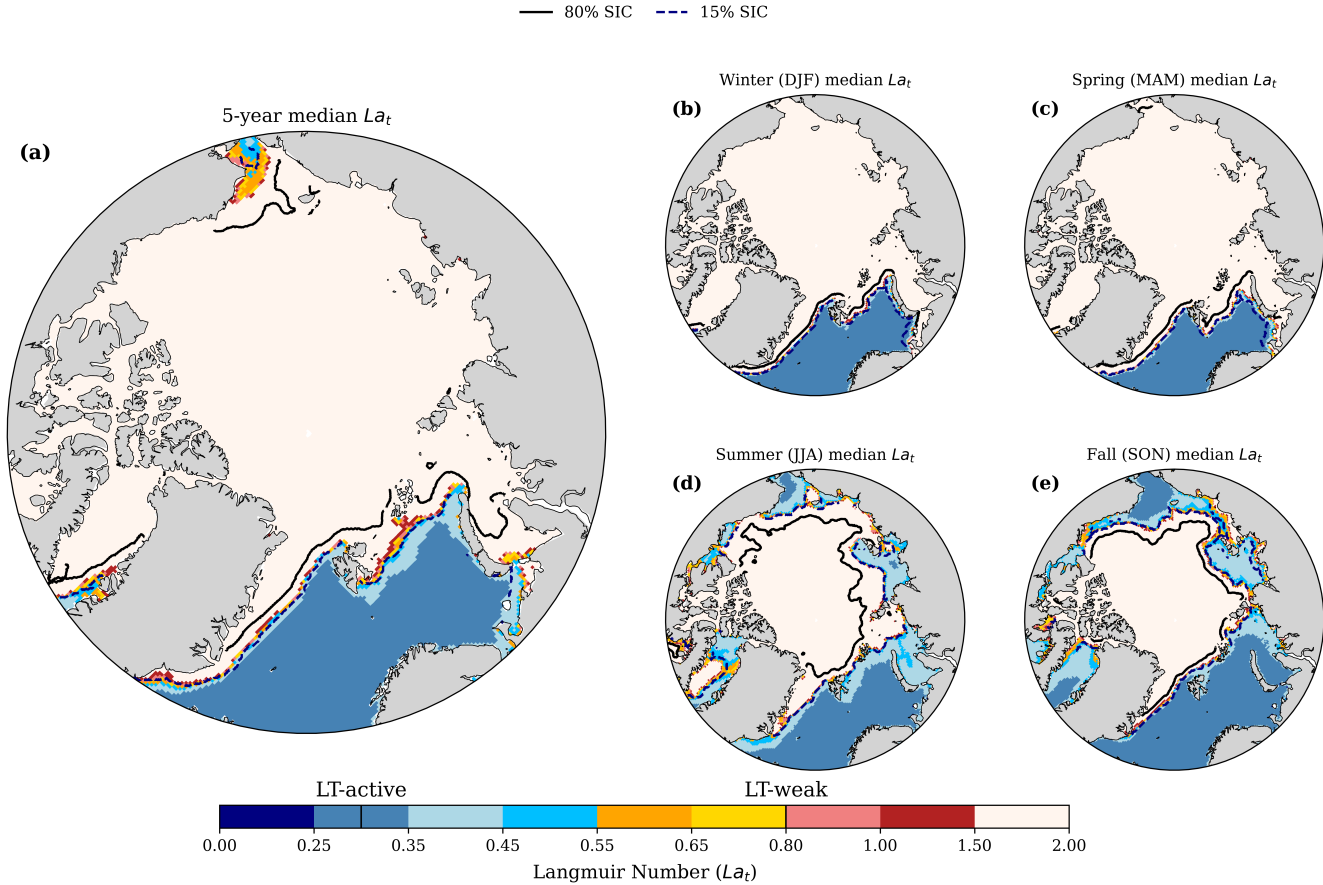 80% SIC 15% SIC
5-year median La_t
(a)
Winter (DJF) median La_t
(b)
Spring (MAM) median La_t
(c)
Summer (JJA) median La_t
(d)
Fall (SON) median La_t
(e)
LT-active LT-weak
0.00 0.25 0.35 0.45 0.55 0.65 0.80 1.00 1.50 2.00
Langmuir Number (La_t)